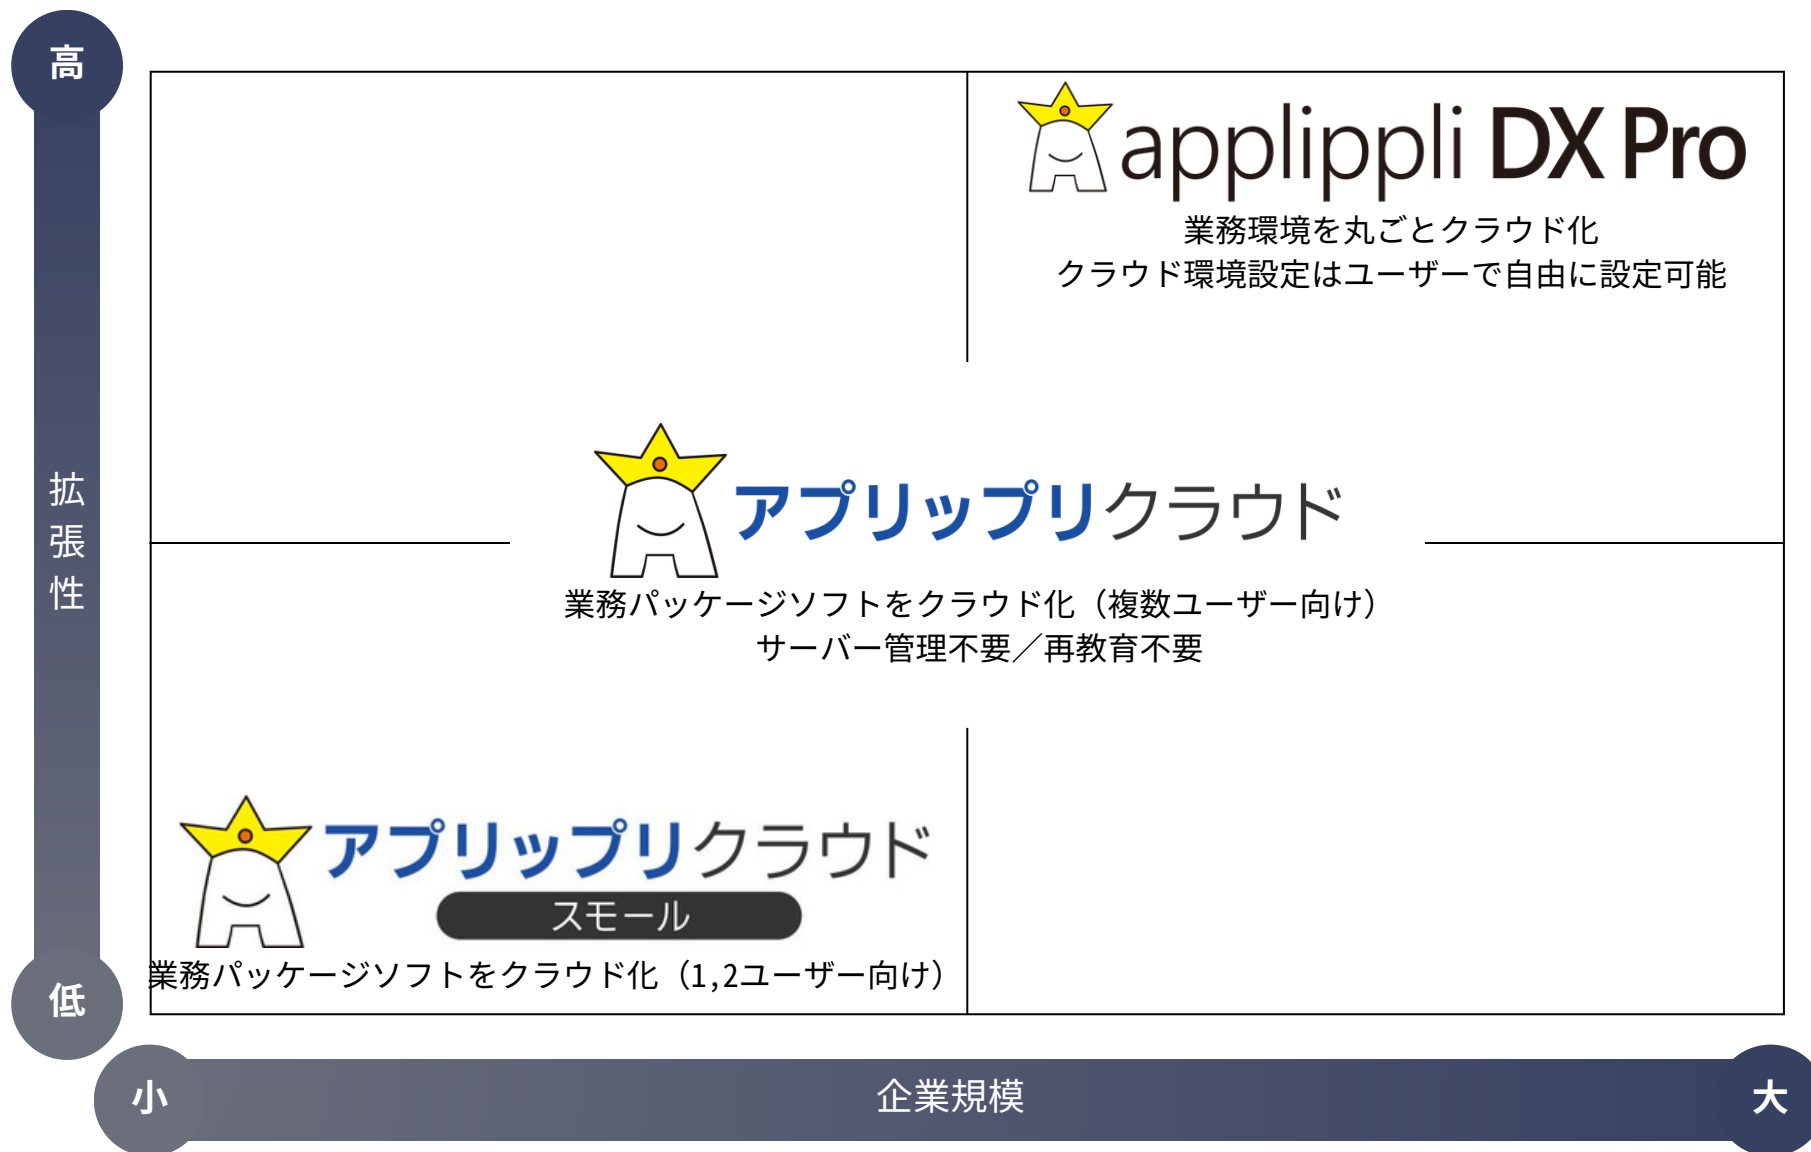 高
applippli DX Pro
業務環境を丸ごとクラウド化
クラウド環境設定はユーザーで自由に設定可能
拡張性
アプリップリクラウド
業務パッケージソフトをクラウド化（複数ユーザー向け）
サーバー管理不要／再教育不要
アプリップリクラウド
スモール
業務パッケージソフトをクラウド化（1,2ユーザー向け）
低
小
企業規模
大